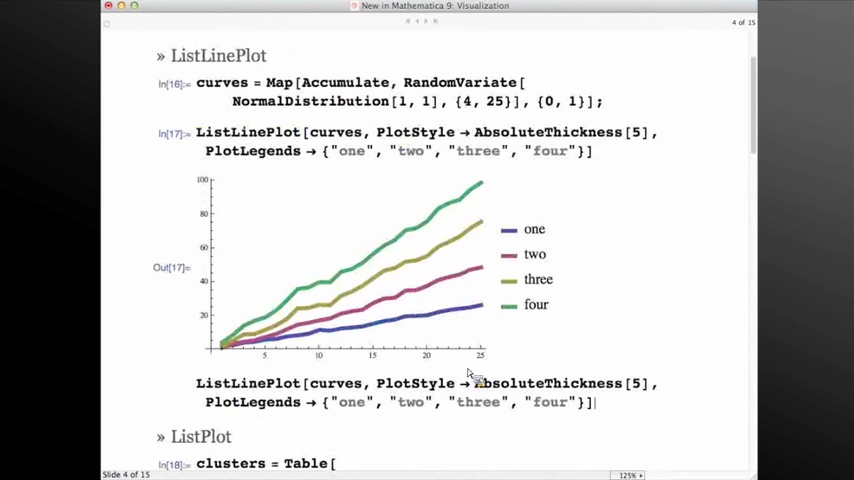 New in Mathematica 9: Visualization
4 of 15
» ListLinePlot
In[16]:= curves = Map[Accumulate, RandomVariate[
NormalDistribution[1, 1], {4, 25}], {0, 1}];
In[17]:= ListLinePlot[curves, PlotStyle → AbsoluteThickness[5],
PlotLegends → {"one", "two", "three", "four"}]
100
80
60
40
20
5 10 15 20 25
Out[17]=
one
two
three
four
ListLinePlot[curves, PlotStyle → AbsoluteThickness[5],
PlotLegends → {"one", "two", "three", "four"}]
» ListPlot
In[18]:= clusters = Table[
Slide 4 of 15
125%